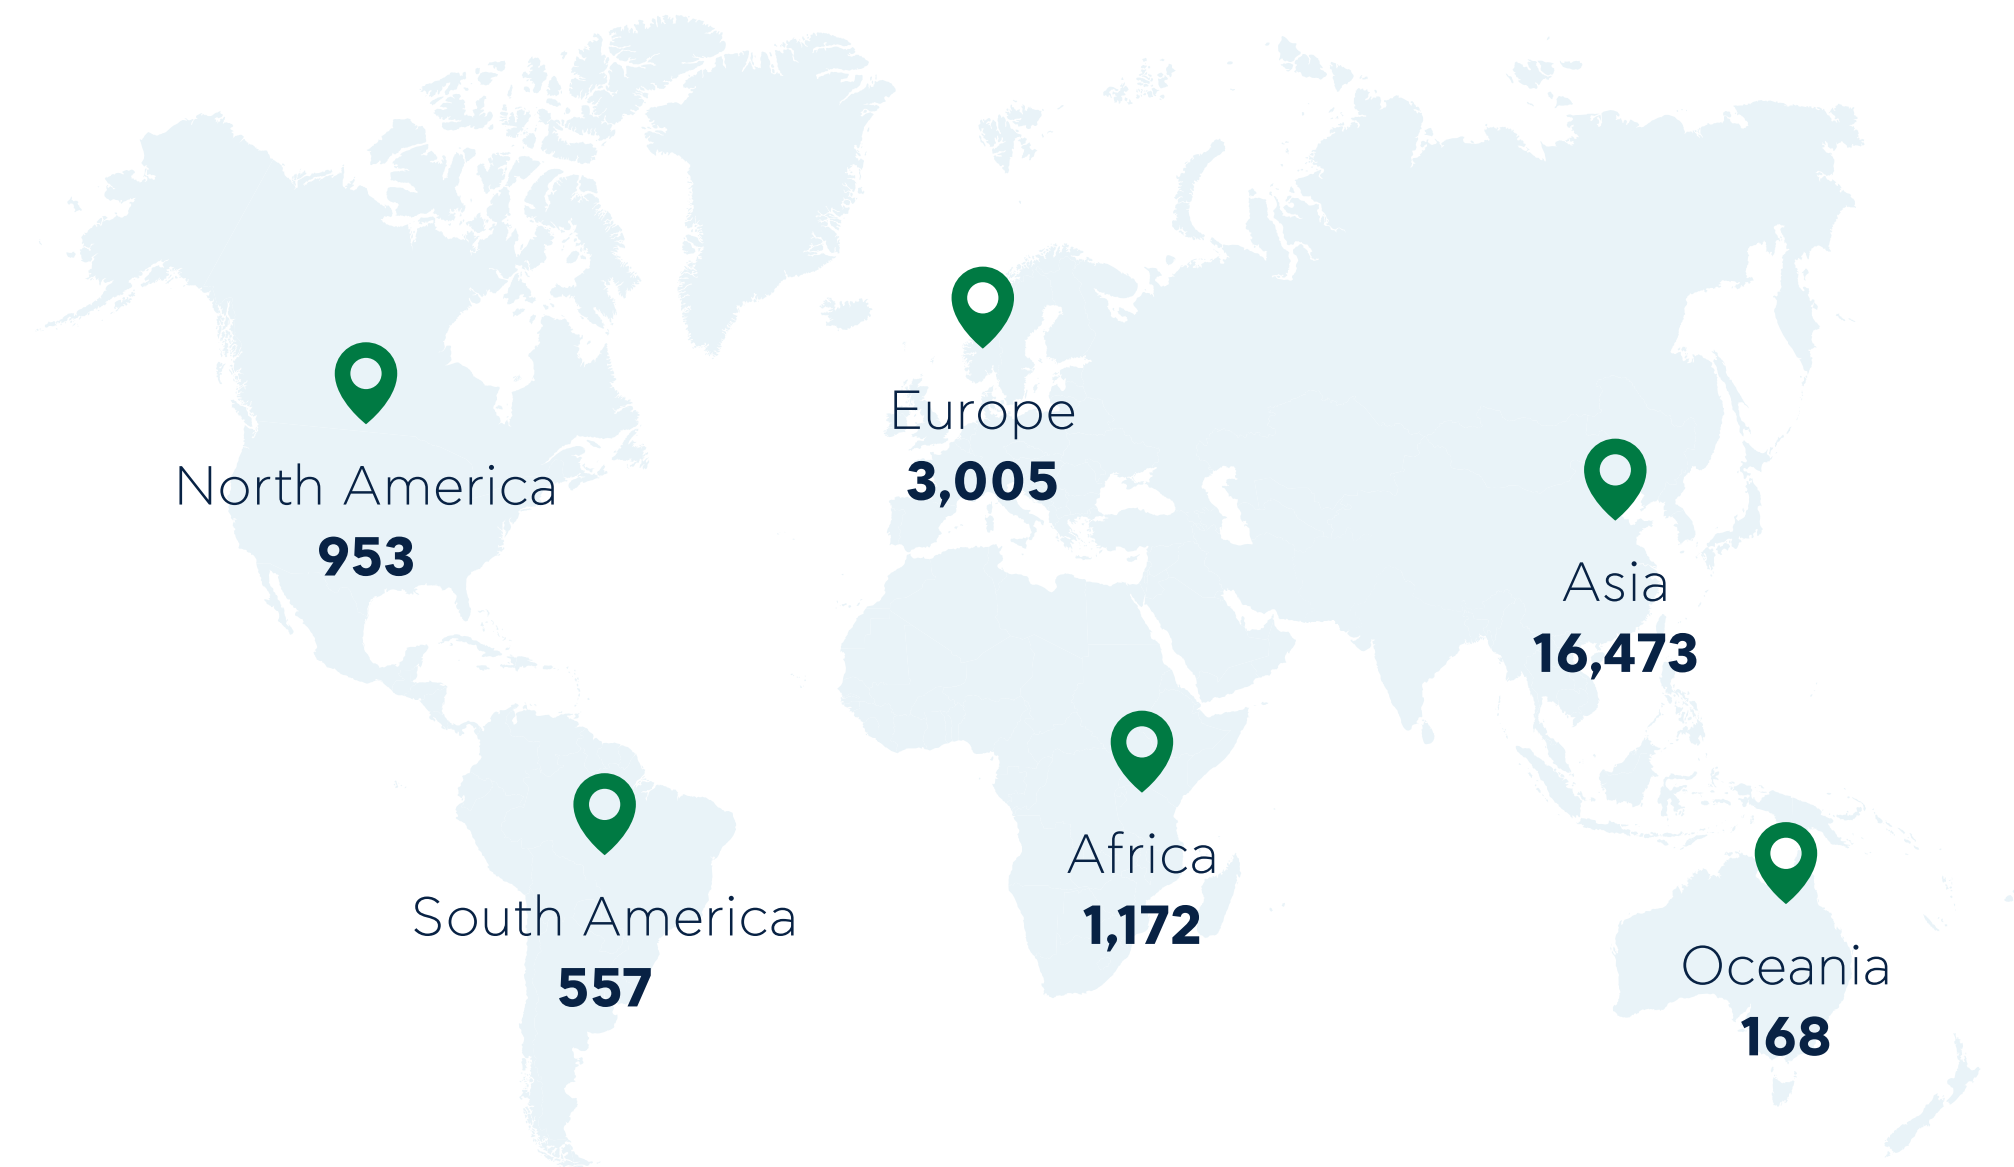 North America
953
Europe
3,005
Asia
16,473
South America
557
Africa
1,172
Oceania
168